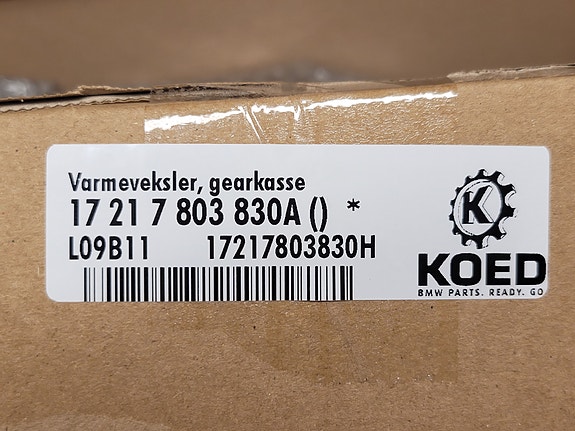 Varmeveksler, gearkasse
17 21 7 803 830A () *
L09B11 17217803830H
K
KOED
BMW PARTS. READY. GO